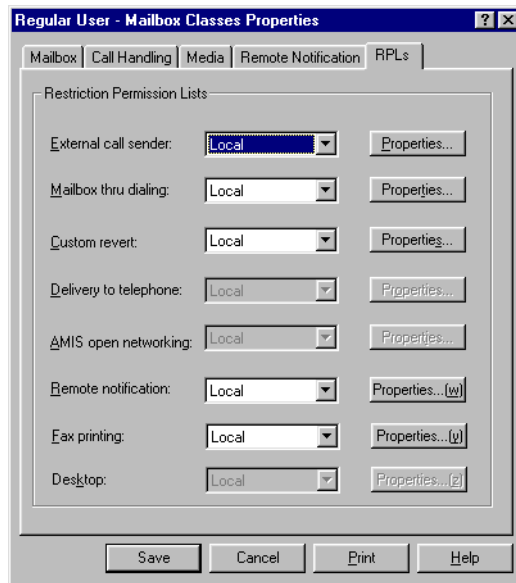 Regular User - Mailbox Classes Properties ? ×
Mailbox Call Handling Media Remote Notification RPLs
Restriction Permission Lists
External call sender: Local Properties...
Mailbox thru dialing: Local Properties...
Custom revert: Local Properties...
Delivery to telephone: Local Properties...
AMIS open networking: Local Properties...
Remote notification: Local Properties...(w)
Fax printing: Local Properties...(y)
Desktop: Local Properties...(z)
Save Cancel Print Help